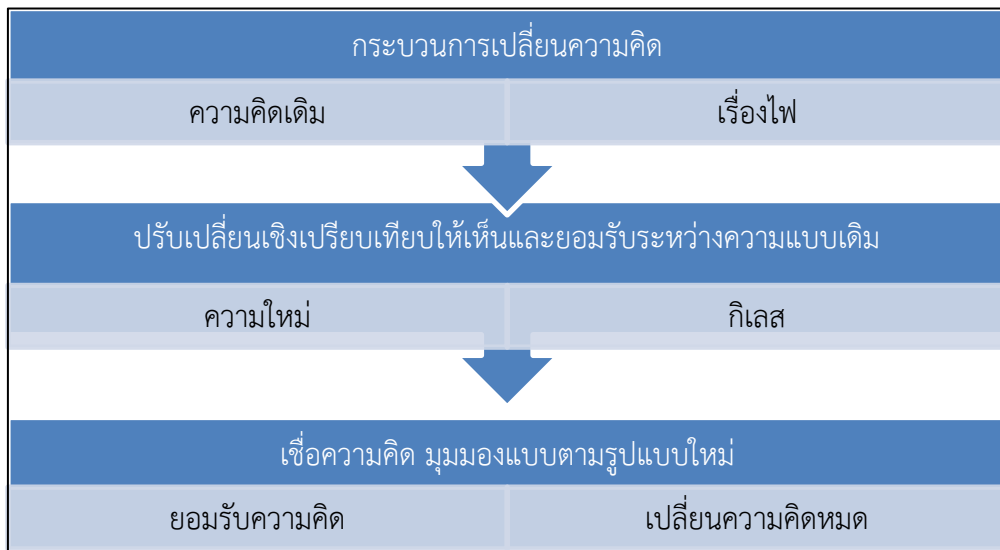 กระบวนการเปลี่ยนความคิด
ความคิดเดิม
เรื่องไฟ
ปรับเปลี่ยนเชิงเปรียบเทียบให้เห็นและยอมรับระหว่างความแบบเดิม
ความใหม่
กิเลส
เชื่อความคิด มุมมองแบบตามรูปแบบใหม่
ยอมรับความคิด
เปลี่ยนความคิดหมด